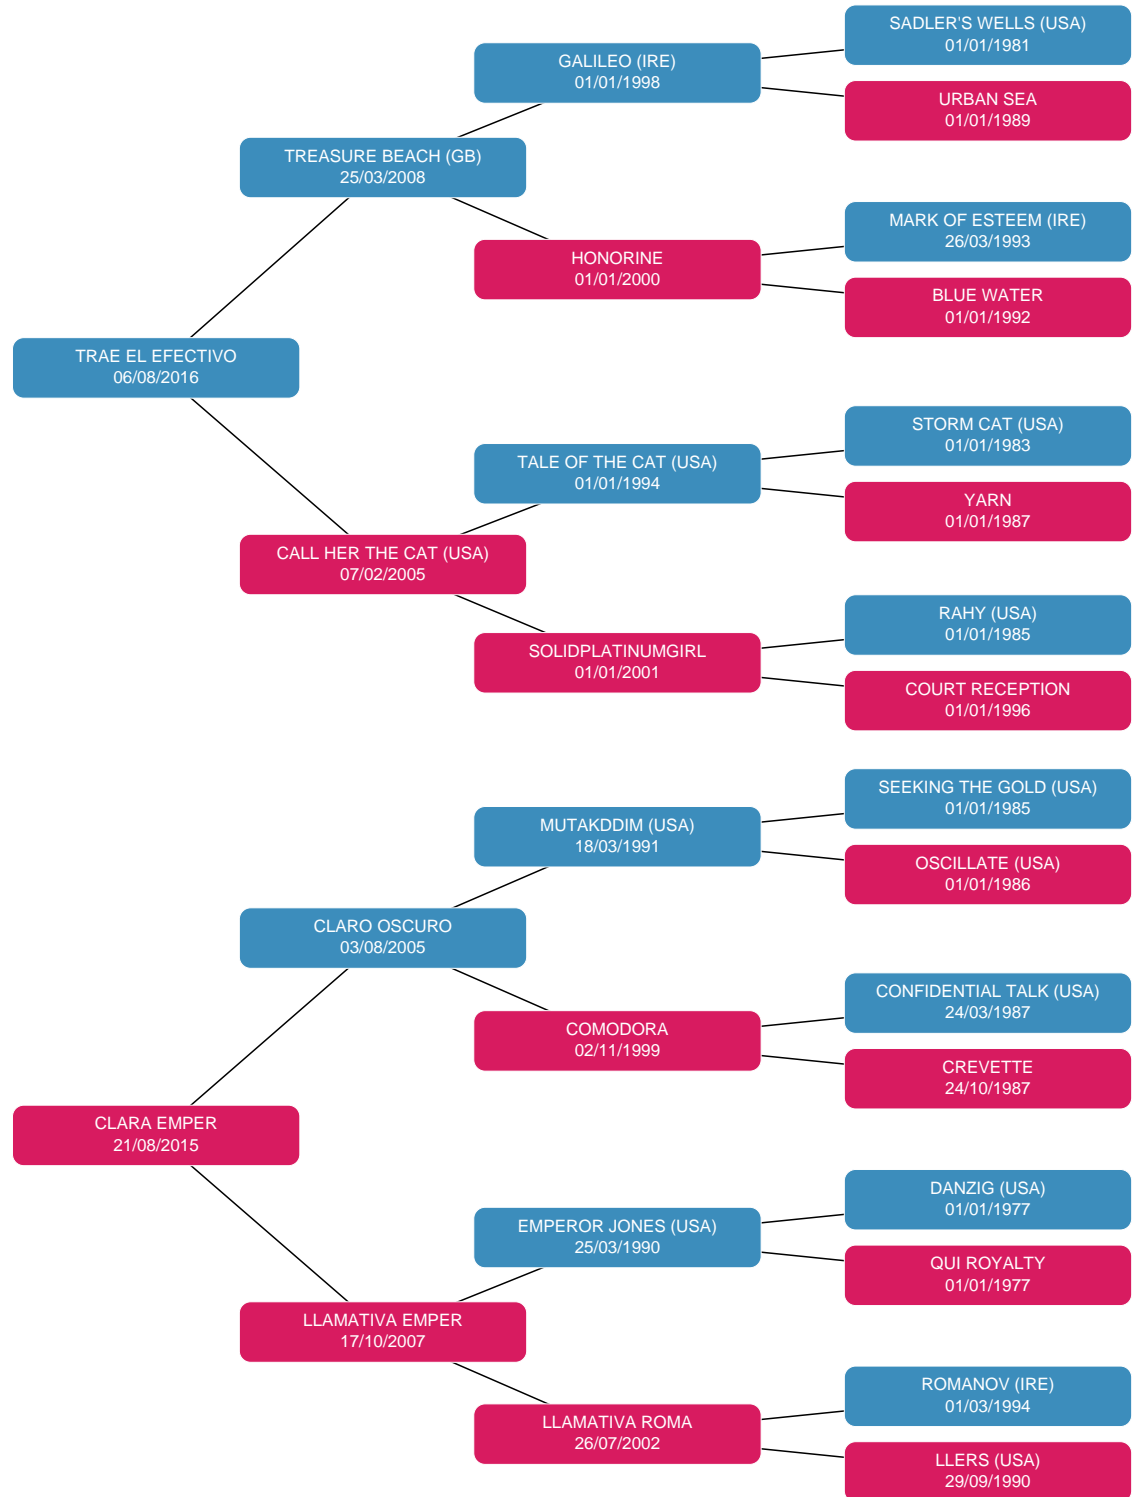 SADLER'S WELLS (USA)
01/01/1981
GALILEO (IRE)
01/01/1998
URBAN SEA
01/01/1989
TREASURE BEACH (GB)
25/03/2008
MARK OF ESTEEM (IRE)
26/03/1993
HONORINE
01/01/2000
BLUE WATER
01/01/1992
TRAE EL EFECTIVO
06/08/2016
STORM CAT (USA)
01/01/1983
TALE OF THE CAT (USA)
01/01/1994
YARN
01/01/1987
CALL HER THE CAT (USA)
07/02/2005
RAHY (USA)
01/01/1985
SOLIDPLATINUMGIRL
01/01/2001
COURT RECEPTION
01/01/1996
SEEKING THE GOLD (USA)
01/01/1985
MUTAKDDIM (USA)
18/03/1991
OSCILLATE (USA)
01/01/1986
CLARO OSCURO
03/08/2005
CONFIDENTIAL TALK (USA)
24/03/1987
COMODORA
02/11/1999
CREVETTE
24/10/1987
CLARA EMPER
21/08/2015
DANZIG (USA)
01/01/1977
EMPEROR JONES (USA)
25/03/1990
QUI ROYALTY
01/01/1977
LLAMATIVA EMPER
17/10/2007
ROMANOV (IRE)
01/03/1994
LLAMATIVA ROMA
26/07/2002
LLERS (USA)
29/09/1990